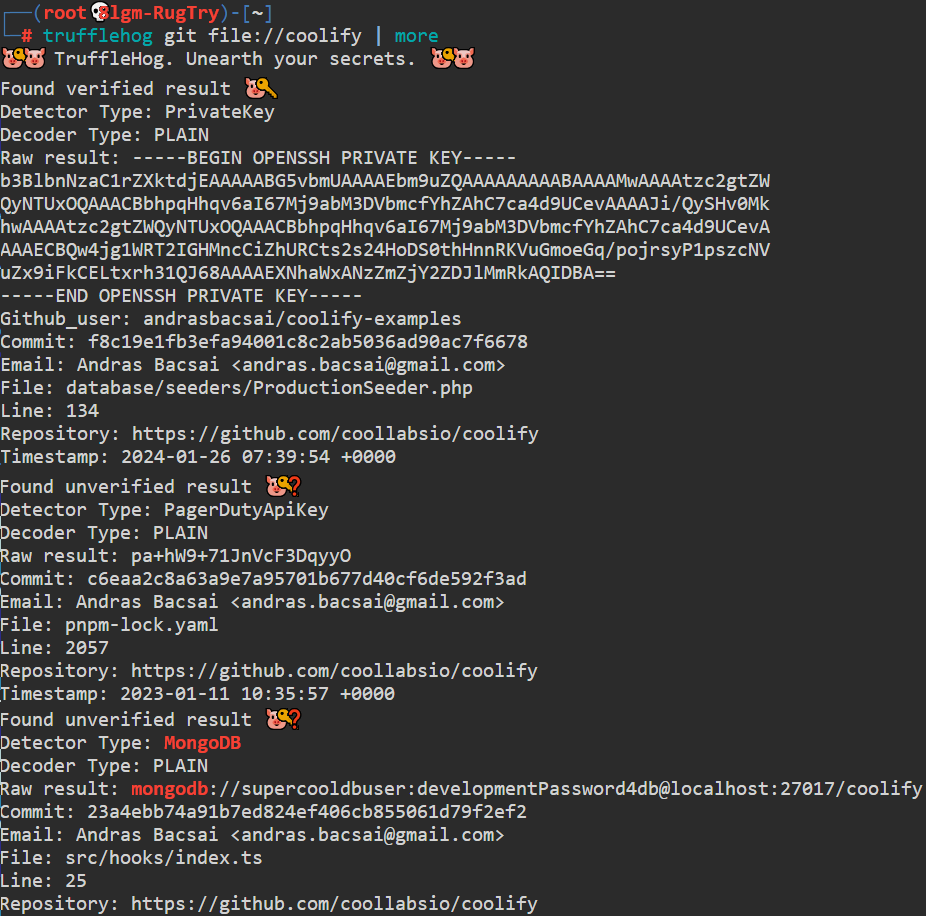 ┌──(root💀lgm-RugTry)-[~]
└─# trufflehog git file://coolify | more
🐷🔑🐷 TruffleHog. Unearth your secrets. 🐷🔑🐷
Found verified result 🐷🔑
Detector Type: PrivateKey
Decoder Type: PLAIN
Raw result: -----BEGIN OPENSSH PRIVATE KEY-----
b3BlbnNzaC1rZXktdjEAAAAABG5vbmUAAAAEbm9uZQAAAAAAAAABAAAAMwAAAAtzc2gtZW
QyNTUxOQAAACBbhpqHhqv6aI67Mj9abM3DVbmcfYhZAhC7ca4d9UCevAAAAJi/QySHv0Mk
hwAAAAtzc2gtZWQyNTUxOQAAACBbhpqHhqv6aI67Mj9abM3DVbmcfYhZAhC7ca4d9UCevA
AAAECBQw4jg1WRT2IGHMncCiZhURCts2s24HoDS0thHnnRKVuGmoeGq/pojrsyP1pszcNV
uZx9iFkCELtxrh31QJ68AAAAEXNhaWxANzZmZjY2ZDJlMmRkAQIDBA==
-----END OPENSSH PRIVATE KEY-----
Github_user: andrasbacsai/coolify-examples
Commit: f8c19e1fb3efa94001c8c2ab5036ad90ac7f6678
Email: Andras Bacsai <andras.bacsai@gmail.com>
File: database/seeders/ProductionSeeder.php
Line: 134
Repository: https://github.com/coollabsio/coolify
Timestamp: 2024-01-26 07:39:54 +0000
Found unverified result 🐷🔑❓
Detector Type: PagerDutyApiKey
Decoder Type: PLAIN
Raw result: pa+hW9+71JnVcF3DqyyO
Commit: c6eaa2c8a63a9e7a95701b677d40cf6de592f3ad
Email: Andras Bacsai <andras.bacsai@gmail.com>
File: pnpm-lock.yaml
Line: 2057
Repository: https://github.com/coollabsio/coolify
Timestamp: 2023-01-11 10:35:57 +0000
Found unverified result 🐷🔑❓
Detector Type: MongoDB
Decoder Type: PLAIN
Raw result: mongodb://supercooldbuser:developmentPassword4db@localhost:27017/coolify
Commit: 23a4ebb74a91b7ed824ef406cb855061d79f2ef2
Email: Andras Bacsai <andras.bacsai@gmail.com>
File: src/hooks/index.ts
Line: 25
Repository: https://github.com/coollabsio/coolify